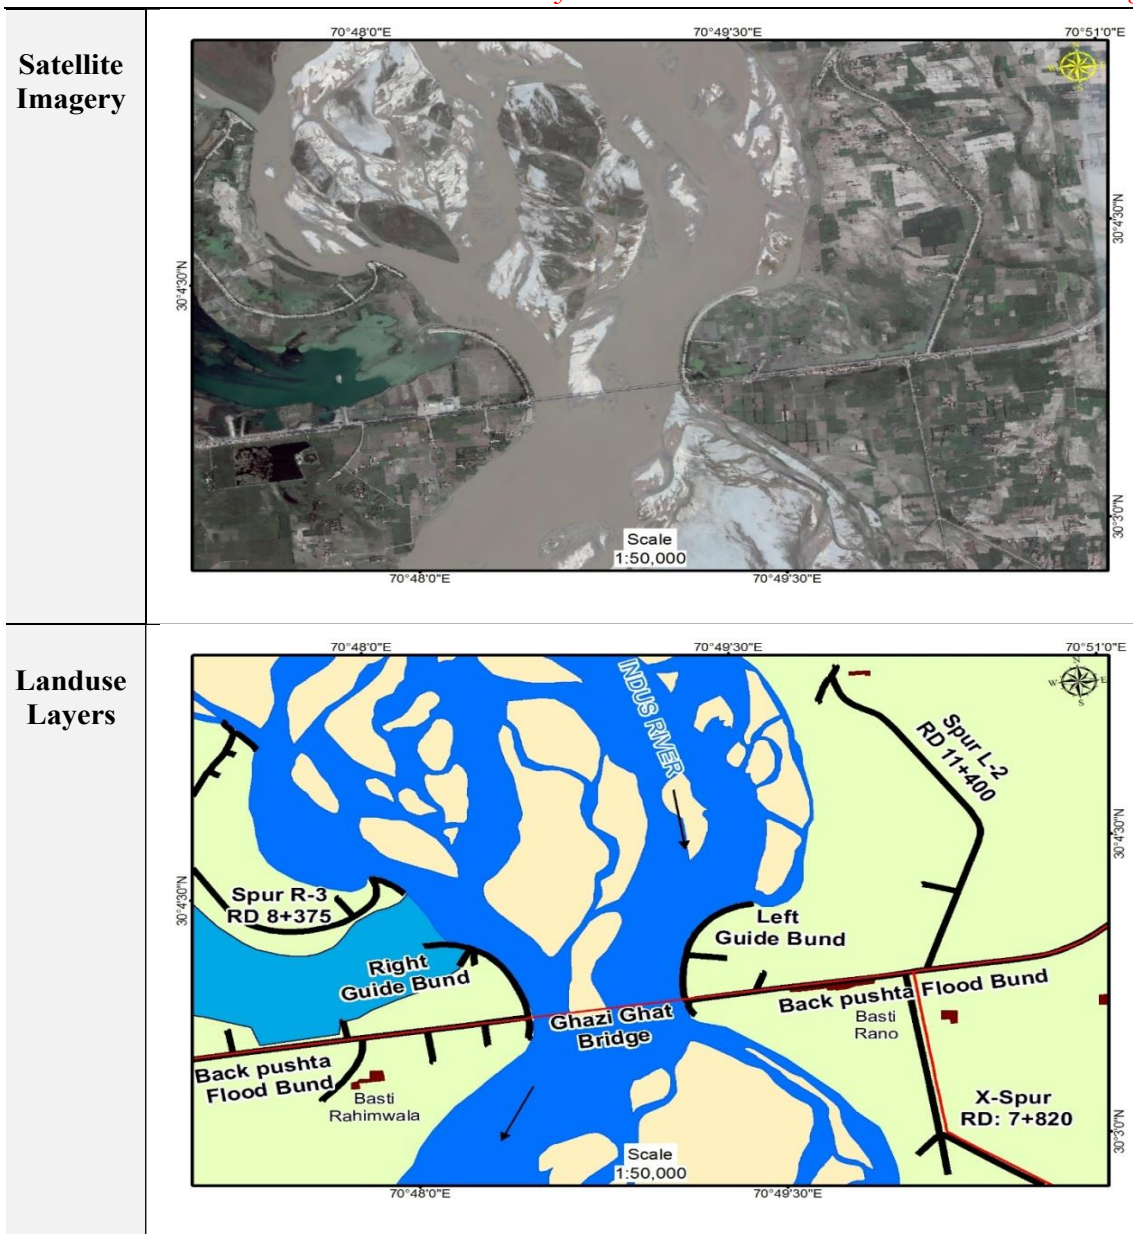 Satellite
Imagery
70°48'0"E
70°49'30"E
70°51'0"E
N
W
E
S
30°4'30"N
30°4'30"N
30°3'0"N
Scale
1:50,000
70°48'0"E
70°49'30"E
Landuse
Layers
70°48'0"E
70°49'30"E
70°51'0"E
N
W
E
S
INDUS RIVER
Spur L-2
RD 11+400
30°4'30"N
30°4'30"N
Spur R-3
RD 8+375
Left
Guide Bund
Right
Guide Bund
Back pushta Flood Bund
Ghazi Ghat
Bridge
Basti
Rano
Back pushta
Flood Bund
Basti
Rahimwala
X-Spur
RD: 7+820
30°3'0"N
Scale
1:50,000
70°48'0"E
70°49'30"E